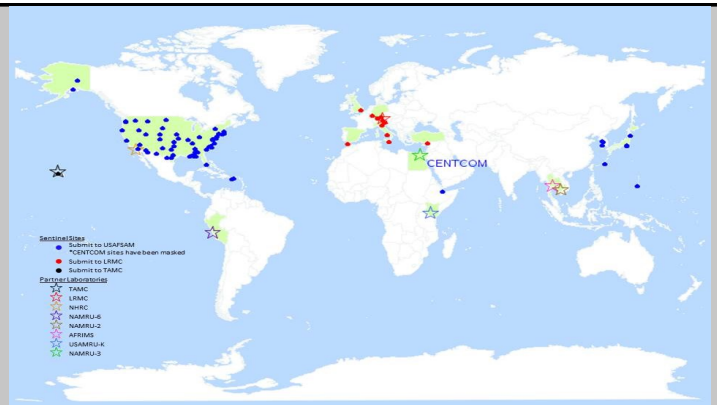 CENTCOM
Sentinel Sites
Submit to USAFSAM
*CENTCOM sites have been masked
Submit to LRMC
Submit to TAMC
Partner Laboratories
TAMC
LRMC
NHRC
NAMRU-6
NAMRU-2
AFRIMS
USAMRU-K
NAMRU-3